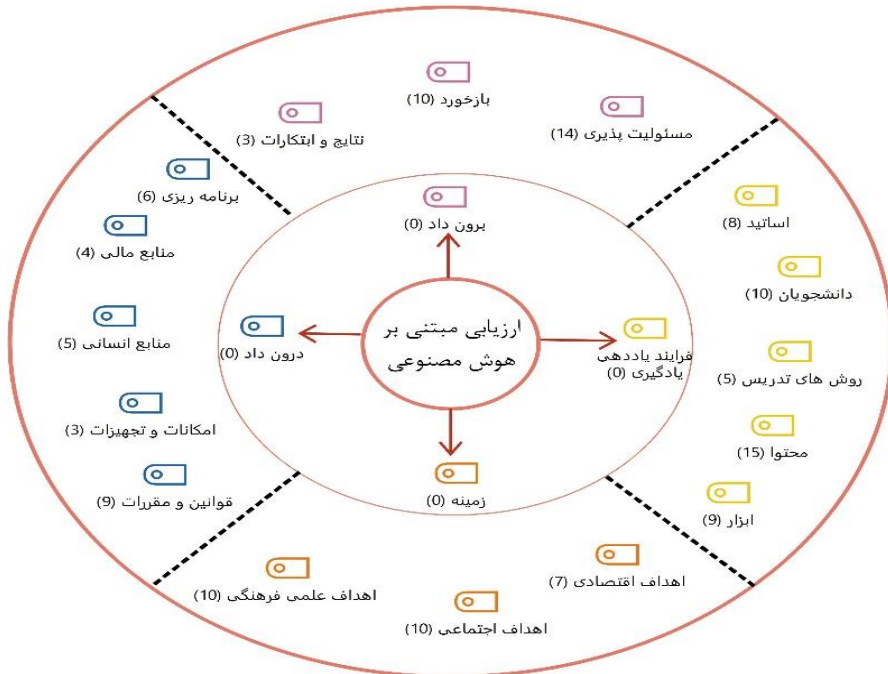 بازخورد (10)
مسئولیت پذیری (14)
نتایج و ابتکارات (3)
برنامه ریزی (6)
برون داد (0)
اساتید (8)
منابع مالی (4)
دانشجویان (10)
ارزیابی مبتنی بر
هوش مصنوعی
منابع انسانی (5)
درون داد (0)
فرایند یاددهی
یادگیری (0)
روش های تدریس (5)
امکانات و تجهیزات (3)
محتوا (15)
قوانین و مقررات (9)
زمینه (0)
ابزار (9)
اهداف اقتصادی (7)
اهداف علمی فرهنگی (10)
اهداف اجتماعی (10)